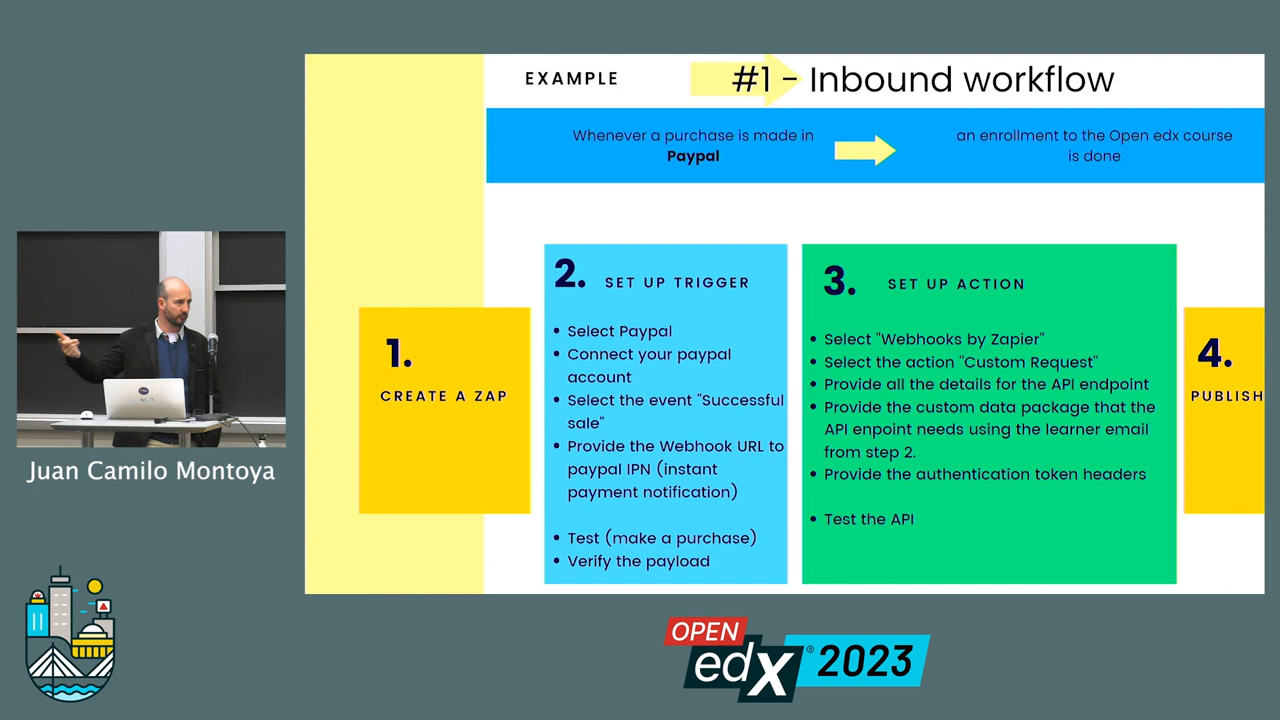 EXAMPLE
#1 - Inbound workflow
Whenever a purchase is made in
Paypal
an enrollment to the Open edx course
is done
1.
CREATE A ZAP
2.
SET UP TRIGGER
• Select Paypal
• Connect your paypal
account
• Select the event "Successful
sale"
• Provide the Webhook URL to
paypal IPN (instant
payment notification)
• Test (make a purchase)
• Verify the payload
3.
SET UP ACTION
• Select "Webhooks by Zapier"
• Select the action "Custom Request"
• Provide all the details for the API endpoint
• Provide the custom data package that the
API enpoint needs using the learner email
from step 2.
• Provide the authentication token headers
• Test the API
4.
PUBLISH
Juan Camilo Montoya
OPEN
edX® 2023